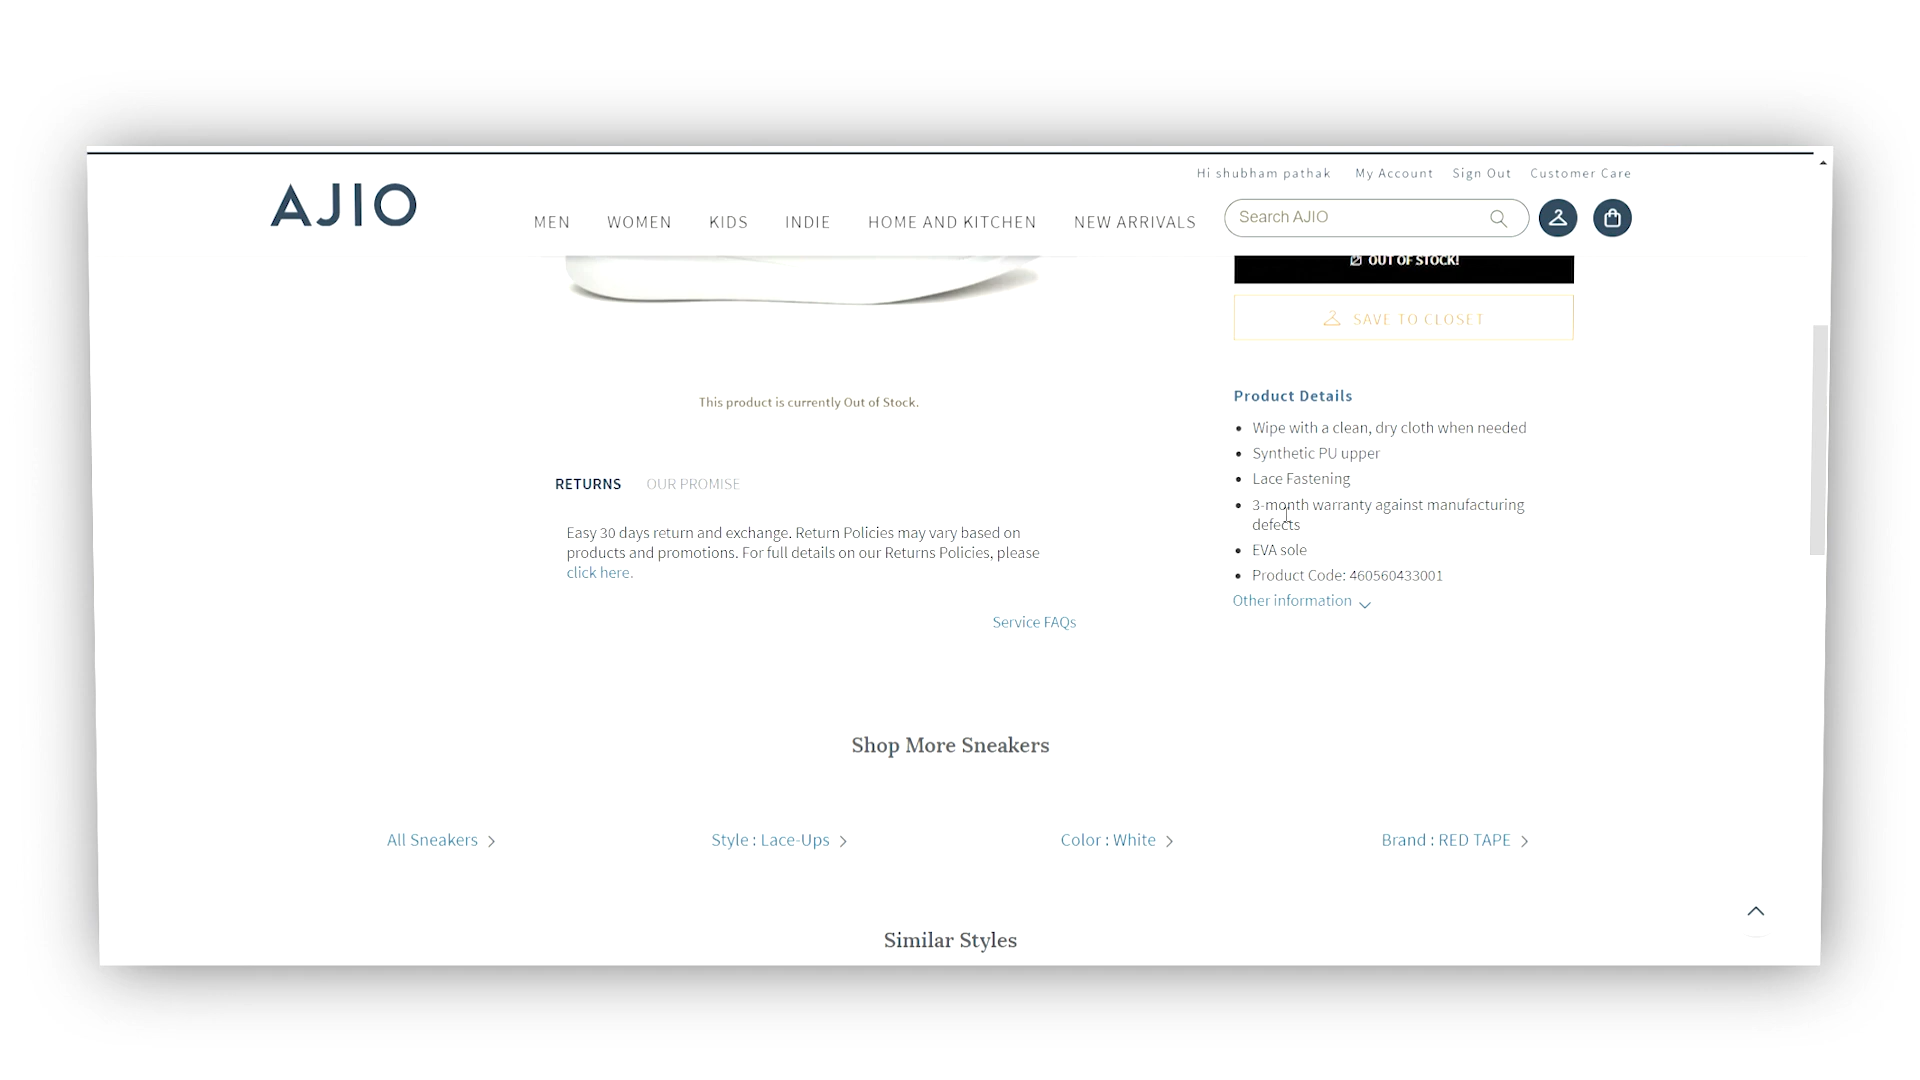 Hi shubham pathak My Account Sign Out Customer Care
AJIO
MEN WOMEN KIDS INDIE HOME AND KITCHEN NEW ARRIVALS Search AJIO
OUT OF STOCK!
SAVE TO CLOSET
This product is currently Out of Stock.
Product Details
Wipe with a clean, dry cloth when needed
Synthetic PU upper
Lace Fastening
3-month warranty against manufacturing
defects
EVA sole
Product Code: 460560433001
Other information
RETURNS OUR PROMISE
Easy 30 days return and exchange. Return Policies may vary based on
products and promotions. For full details on our Returns Policies, please
click here.
Service FAQs
Shop More Sneakers
All Sneakers Style : Lace-Ups Color : White Brand : RED TAPE
Similar Styles